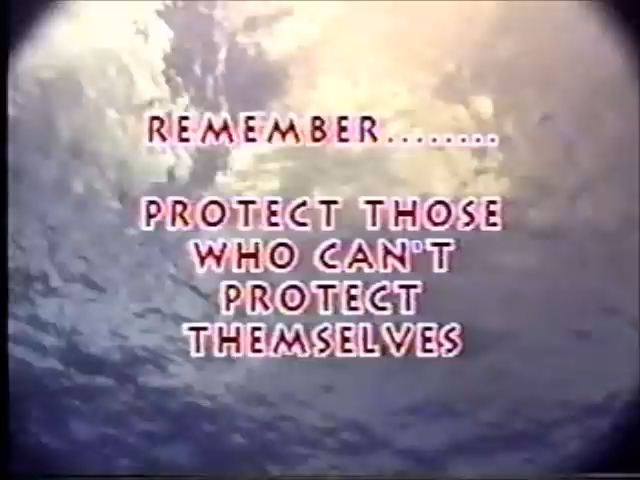 REMEMBER........
PROTECT THOSE
WHO CAN'T
PROTECT
THEMSELVES